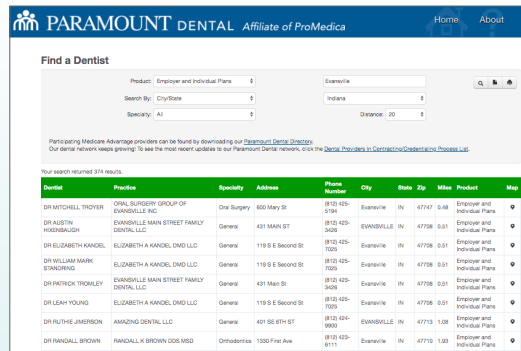 PARAMOUNT DENTAL Affiliate of ProMedica
Home About
Find a Dentist
Product: Employer and Individual Plans Evansville
Search By: City/State Indiana
Specialty: All Distance: 20
Participating Medicare Advantage providers can be found by downloading our Paramount Dental Directory.
Our dental network keeps growing! To see the most recent updates to our Paramount Dental network, click the Dental Providers in Contracting/Credentialing Process List.
Your search returned 374 results.
Dentist Practice Specialty Address Phone Number City State Zip Miles Product Map
DR MITCHELL TROYER ORAL SURGERY GROUP OF EVANSVILLE INC Oral Surgery 600 Mary St (812) 425-5194 Evansville IN 47747 0.48 Employer and Individual Plans
DR AUSTIN HIXENBAUGH EVANSVILLE MAIN STREET FAMILY DENTAL LLC General 431 MAIN ST (812) 425-3426 EVANSVILLE IN 47708 0.51 Employer and Individual Plans
DR ELIZABETH KANDEL ELIZABETH A KANDEL DMD LLC General 119 S E Second St (812) 425-7025 Evansville IN 47708 0.51 Employer and Individual Plans
DR WILLIAM MARK STANDRING ELIZABETH A KANDEL DMD LLC General 119 S E Second St (812) 425-7025 Evansville IN 47708 0.51 Employer and Individual Plans
DR PATRICK TROMLEY EVANSVILLE MAIN STREET FAMILY DENTAL LLC General 431 Main St (812) 425-3426 Evansville IN 47708 0.51 Employer and Individual Plans
DR LEAH YOUNG ELIZABETH A KANDEL DMD LLC General 119 S E Second St (812) 425-7025 Evansville IN 47708 0.51 Employer and Individual Plans
DR RUTHIE JIMERSON AMAZING DENTAL LLC General 401 SE 6TH ST (812) 424-9900 EVANSVILLE IN 47713 1.08 Employer and Individual Plans
DR RANDALL BROWN RANDALL K BROWN DDS MSD Orthodontics 1330 First Ave (812) 423-6111 Evansville IN 47710 1.93 Employer and Individual Plans